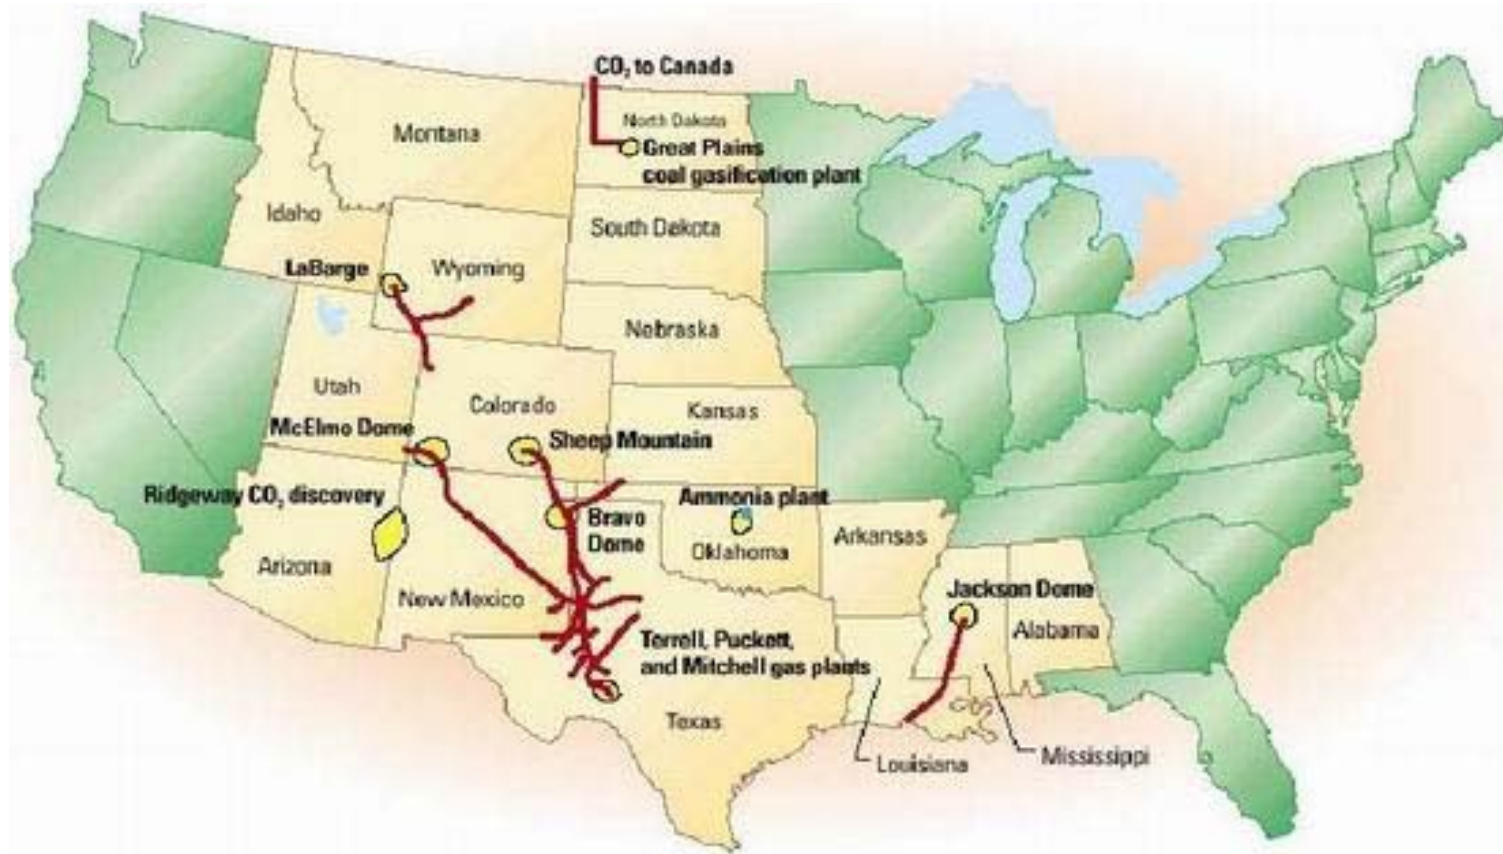 CO₂ to Canada
North Dakota
Great Plains
coal gasification plant
Montana
Idaho
South Dakota
LaBarge
Wyoming
Nebraska
Utah
Colorado
Kansas
McElmo Dome
Sheep Mountain
Ridgeway CO₂ discovery
Ammonia plant
Bravo
Dome
Oklahoma
Arkansas
Arizona
New Mexico
Jackson Dome
Alabama
Terrell, Puckett,
and Mitchell gas plants
Texas
Louisiana
Mississippi